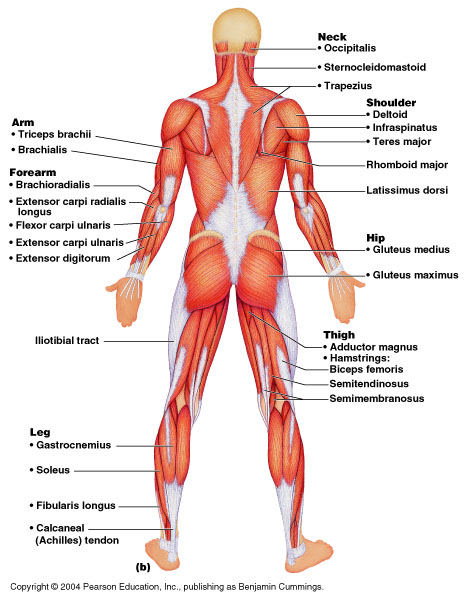 Neck
• Occipitalis
• Sternocleidomastoid
• Trapezius
Shoulder
• Deltoid
• Infraspinatus
• Teres major
Rhomboid major
Latissimus dorsi
Hip
• Gluteus medius
• Gluteus maximus
Thigh
• Adductor magnus
• Hamstrings:
Biceps femoris
Semitendinosus
Semimembranosus
Arm
• Triceps brachii
• Brachialis
Forearm
• Brachioradialis
• Extensor carpi radialis
longus
• Flexor carpi ulnaris
• Extensor carpi ulnaris
• Extensor digitorum
Iliotibial tract
Leg
• Gastrocnemius
• Soleus
• Fibularis longus
• Calcaneal
(Achilles) tendon
(b)
Copyright © 2004 Pearson Education, Inc., publishing as Benjamin Cummings.